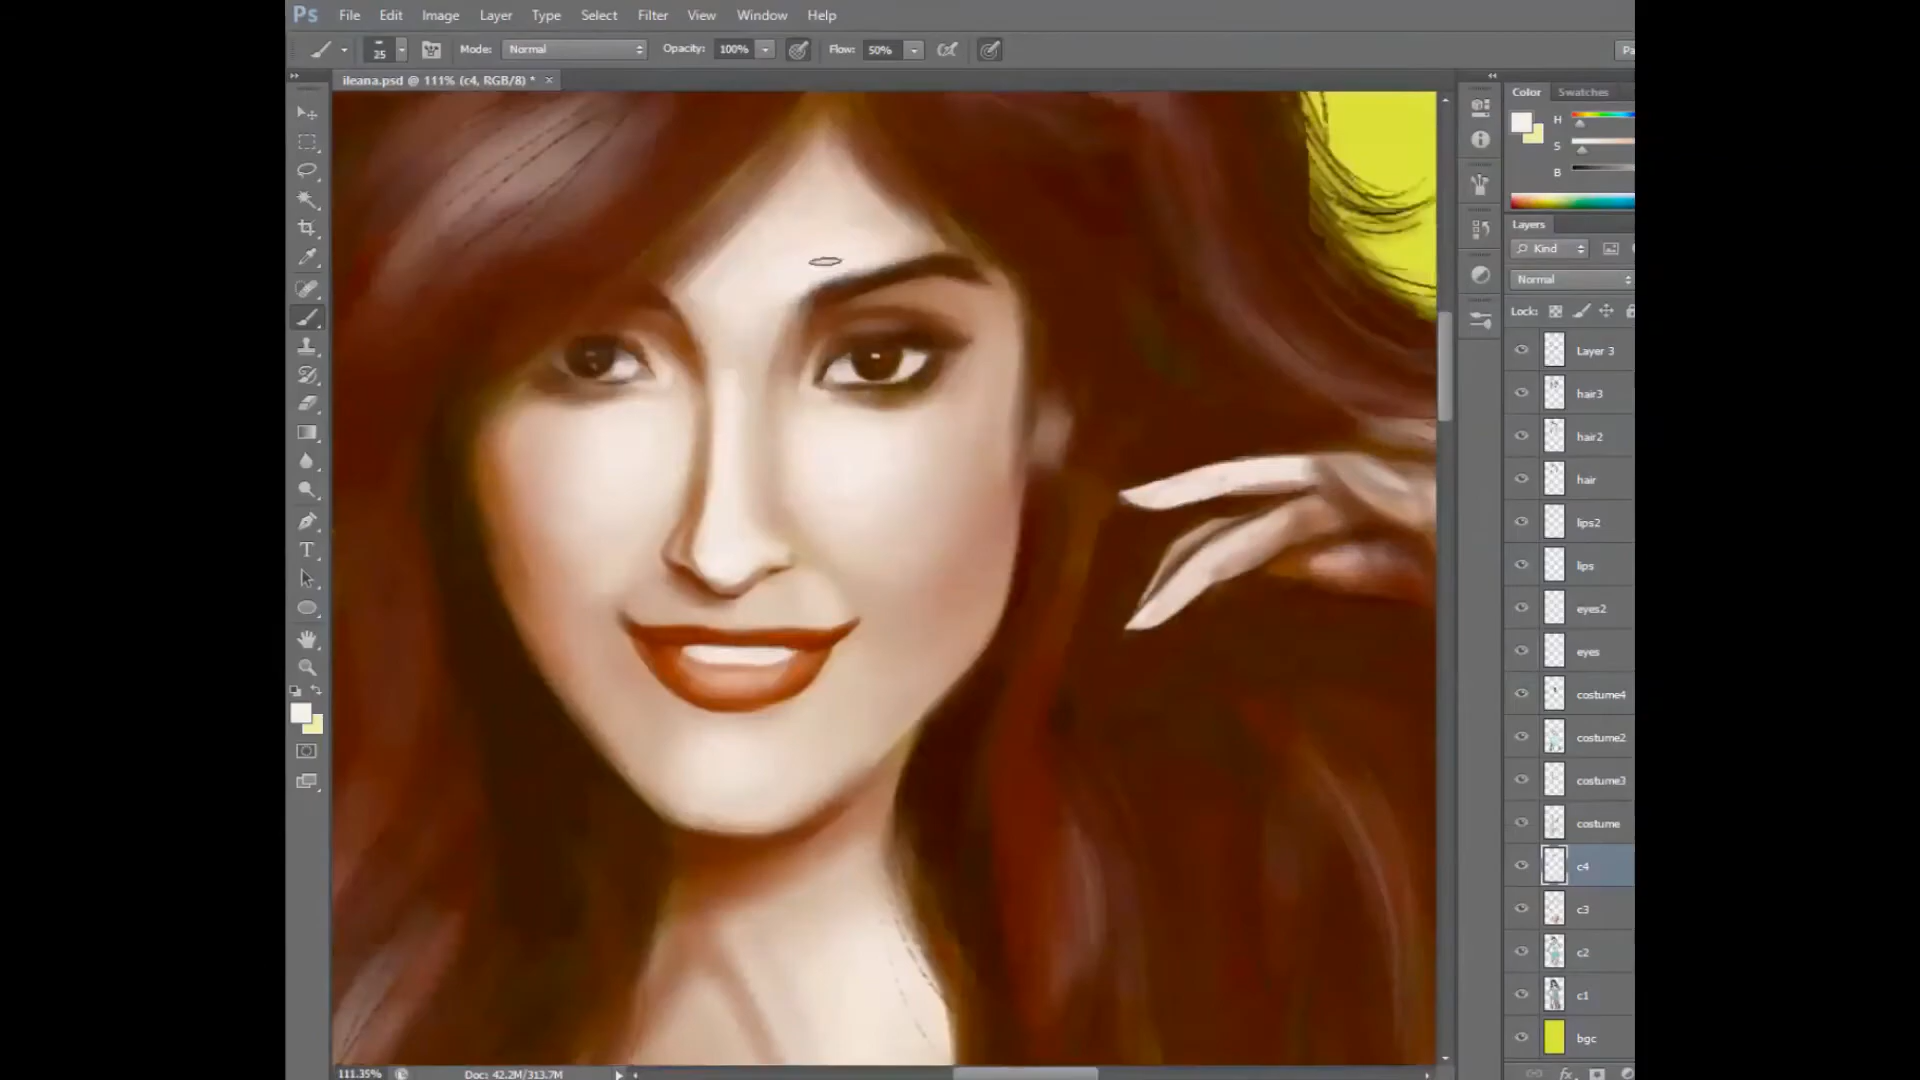 Ps File Edit Image Layer Type Select Filter View Window Help
25 Mode: Normal Opacity: 100% Flow: 50%
ileana.psd @ 111% (c4, RGB/8) * ×
Color Swatches
H
S
B
Layers
Kind
Normal
Lock:
Layer 3
hair3
hair2
hair
lips2
lips
eyes2
eyes
costume4
costume2
costume3
costume
c4
c3
c2
c1
bgc
T
111.35% Doc: 42.2M/313.7M
fx